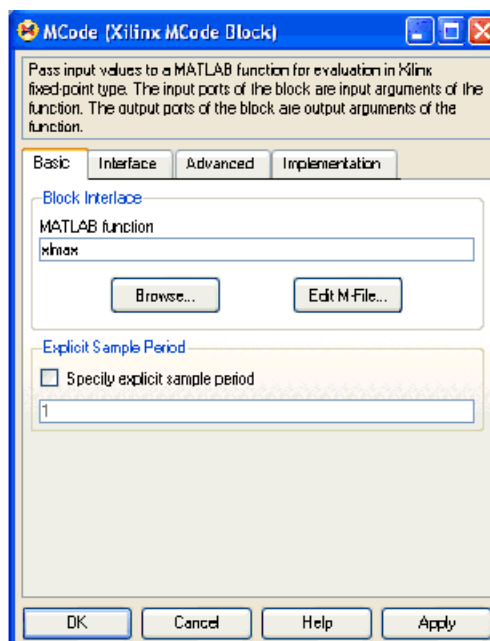 MCode (Xilinx MCode Block)
Pass input values to a MATLAB function for evaluation in Xilinx
fixed-point type. The input ports of the block are input arguments of the
function. The output ports of the block are output arguments of the
function.
Basic Interface Advanced Implementation
Block Interface
MATLAB function
xlmax
Browse... Edit M-File...
Explicit Sample Period
Specify explicit sample period
1
OK Cancel Help Apply